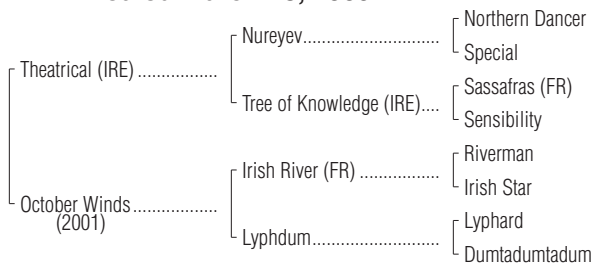 Northern Dancer
Nureyev
Special
Theatrical (IRE)
Sassafras (FR)
Tree of Knowledge (IRE)
Sensibility
Riverman
Irish River (FR)
Irish Star
October Winds
(2001)
Lyphard
Lyphdum
Dumtadumtadum